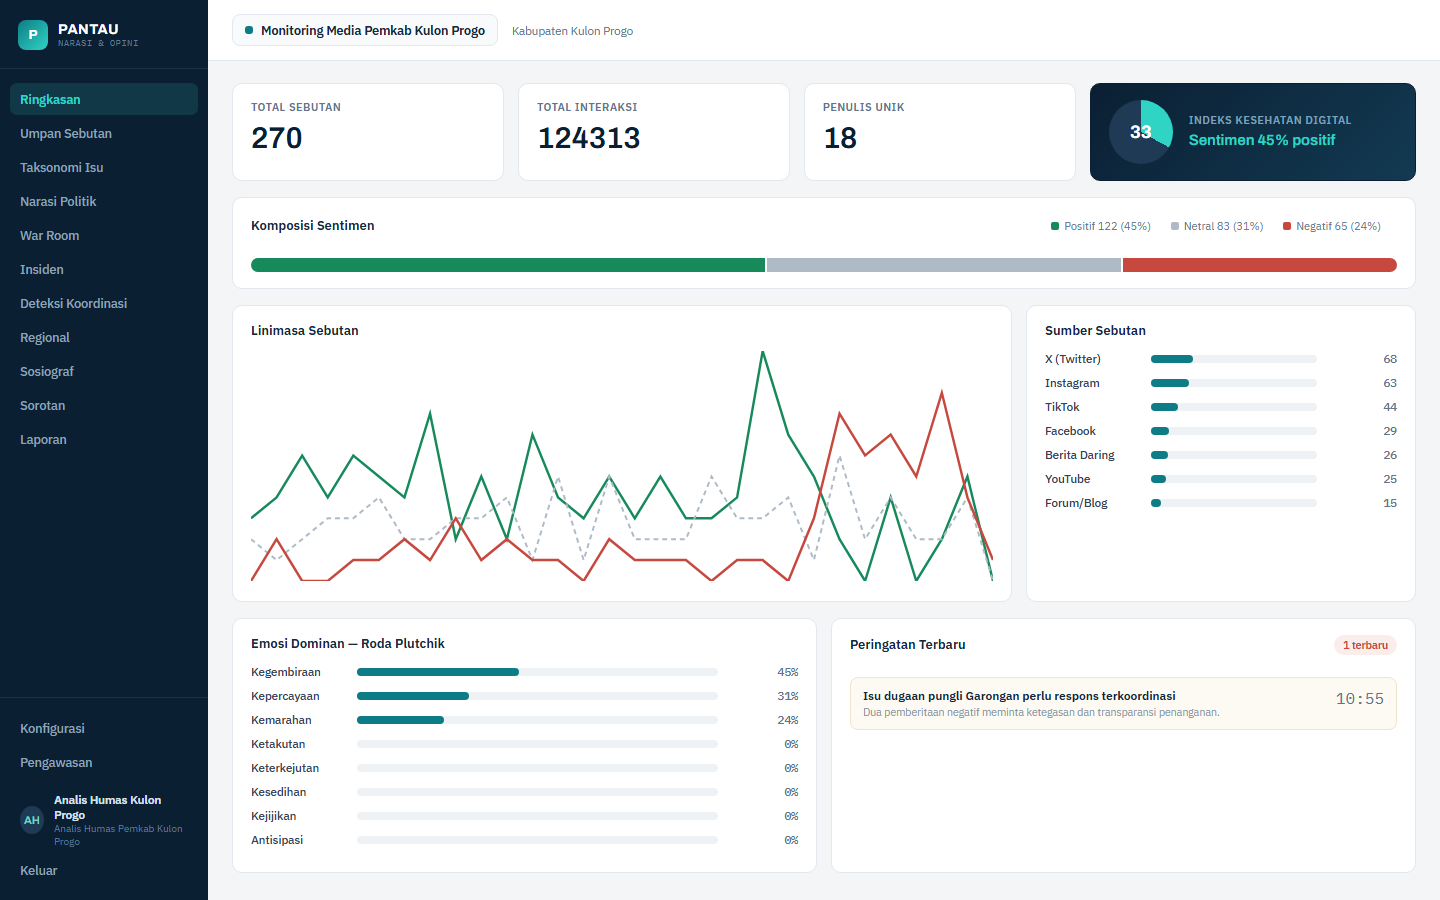 P
PANTAU
NARASI & OPINI
Ringkasan
Umpan Sebutan
Taksonomi Isu
Narasi Politik
War Room
Insiden
Deteksi Koordinasi
Regional
Sosiograf
Sorotan
Laporan
Konfigurasi
Pengawasan
AH
Analis Humas Kulon
Progo
Analis Humas Pemkab Kulon
Progo
Keluar
Monitoring Media Pemkab Kulon Progo
Kabupaten Kulon Progo
TOTAL SEBUTAN
270
TOTAL INTERAKSI
124313
PENULIS UNIK
18
33
INDEKS KESEHATAN DIGITAL
Sentimen 45% positif
Komposisi Sentimen
Positif 122 (45%)
Netral 83 (31%)
Negatif 65 (24%)
Linimasa Sebutan
Sumber Sebutan
X (Twitter) 68
Instagram 63
TikTok 44
Facebook 29
Berita Daring 26
YouTube 25
Forum/Blog 15
Emosi Dominan — Roda Plutchik
Kegembiraan 45%
Kepercayaan 31%
Kemarahan 24%
Ketakutan 0%
Keterkejutan 0%
Kesedihan 0%
Kejijikan 0%
Antisipasi 0%
Peringatan Terbaru
1 terbaru
Isu dugaan pungli Garongan perlu respons terkoordinasi
Dua pemberitaan negatif meminta ketegasan dan transparansi penanganan.
10:55